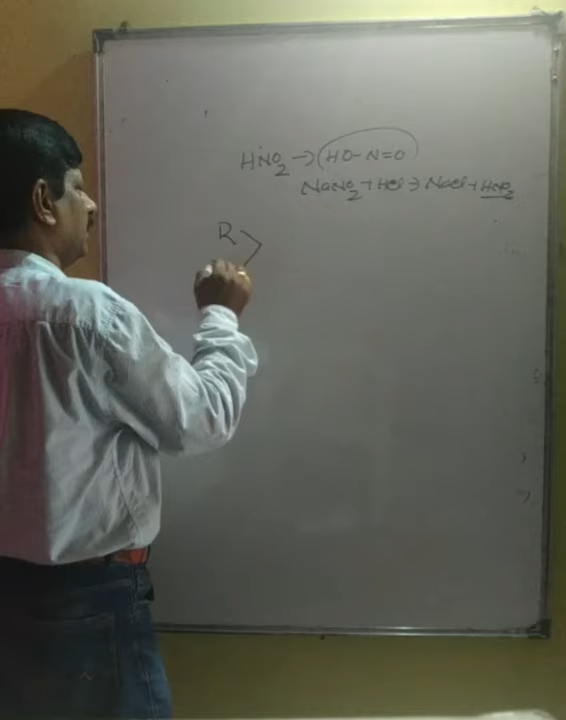 HNO₂ → (HO-N=O
NaNO₂ + HCl → NaCl + HNO₂
R